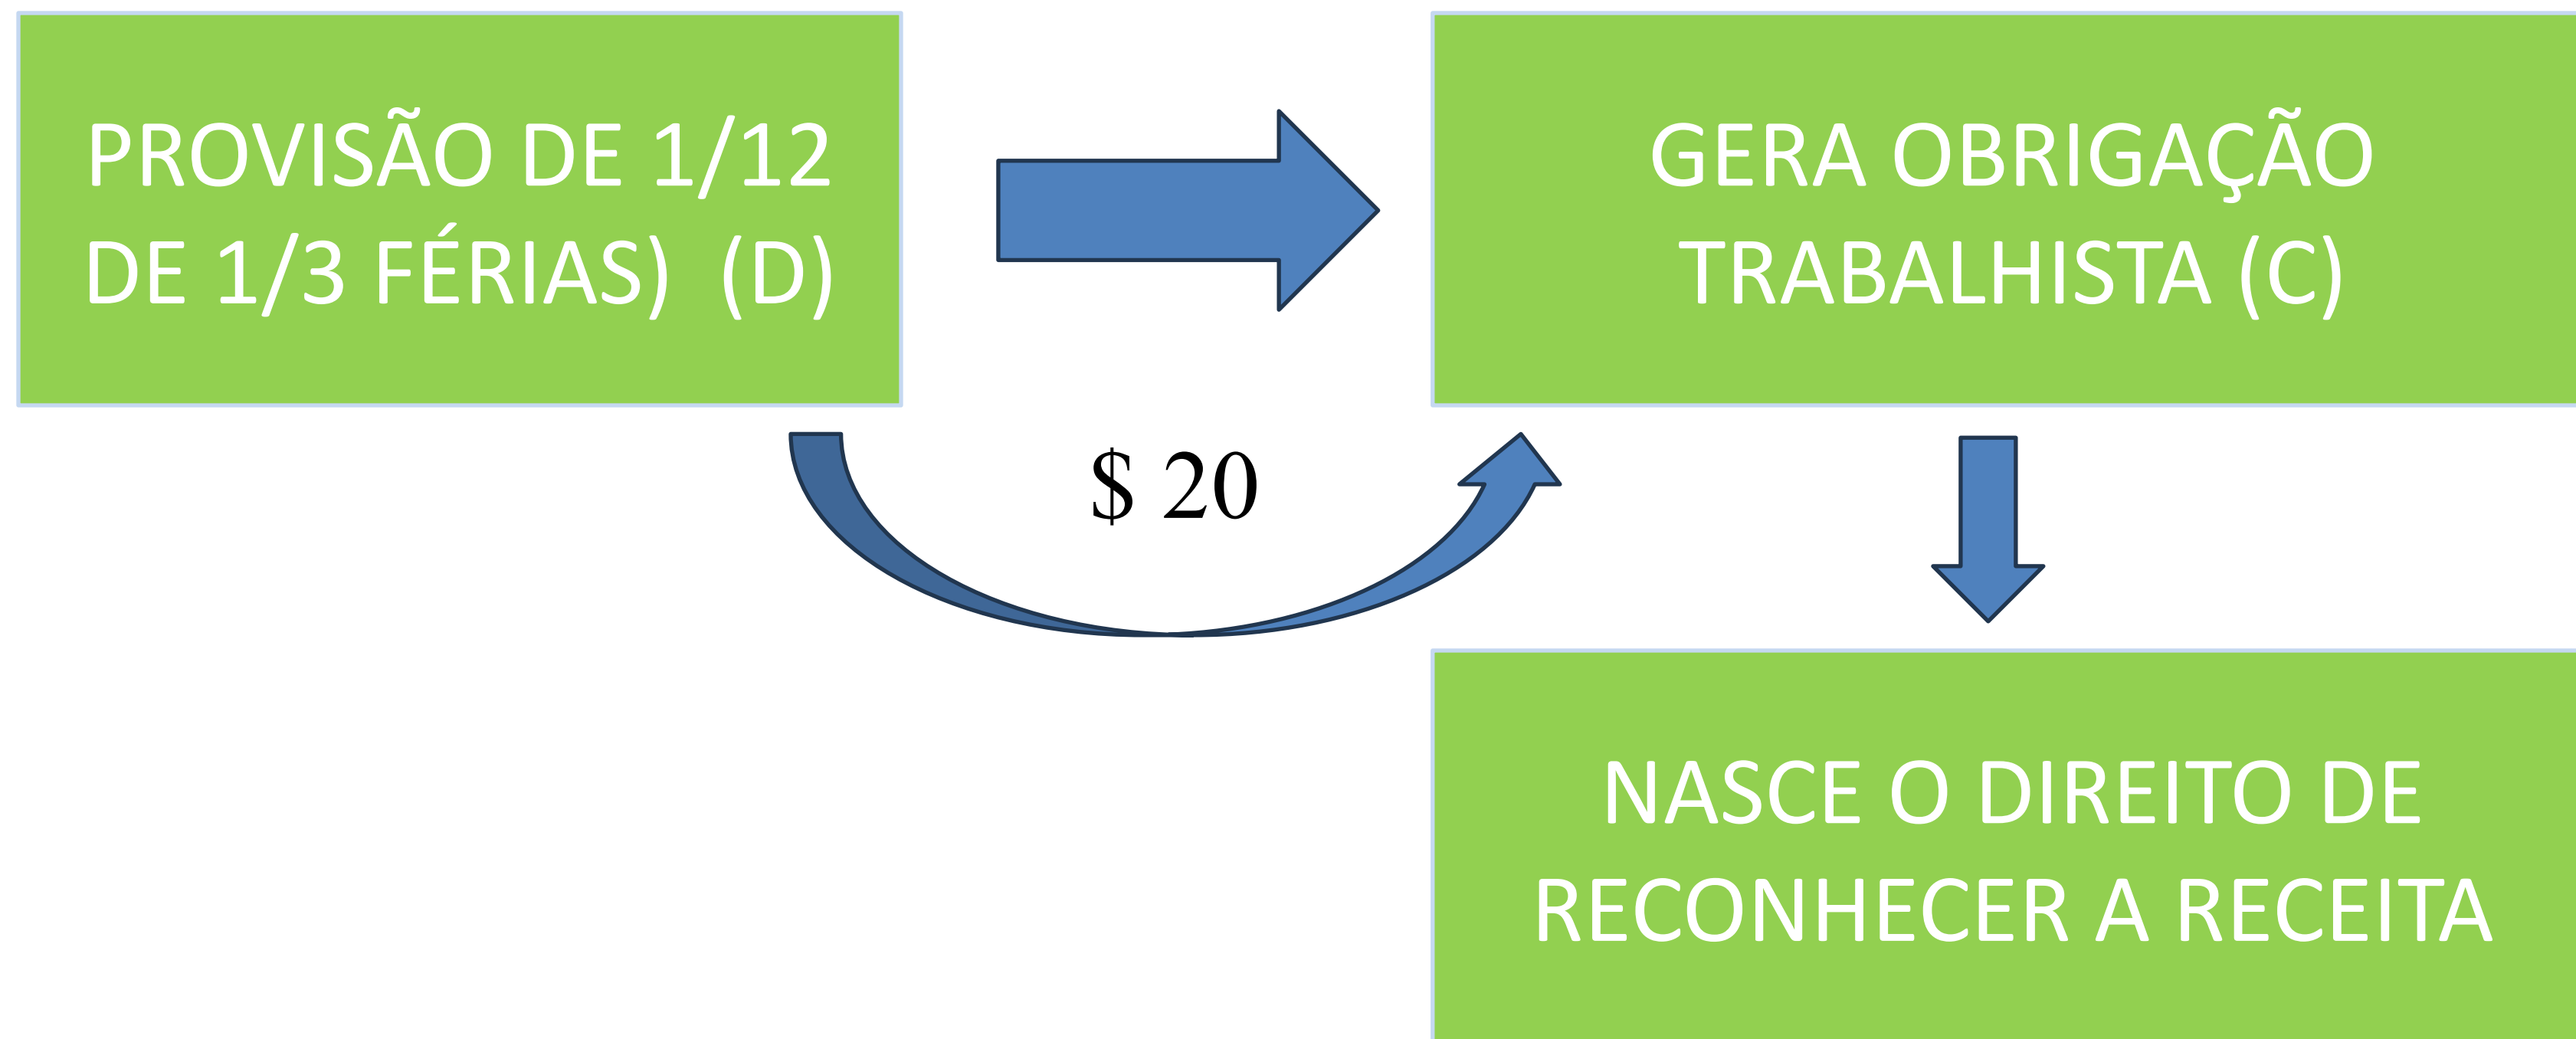 PROVISÃO DE 1/12
DE 1/3 FÉRIAS)  (D)
GERA OBRIGAÇÃO
TRABALHISTA (C)
$ 20
NASCE O DIREITO DE
RECONHECER A RECEITA